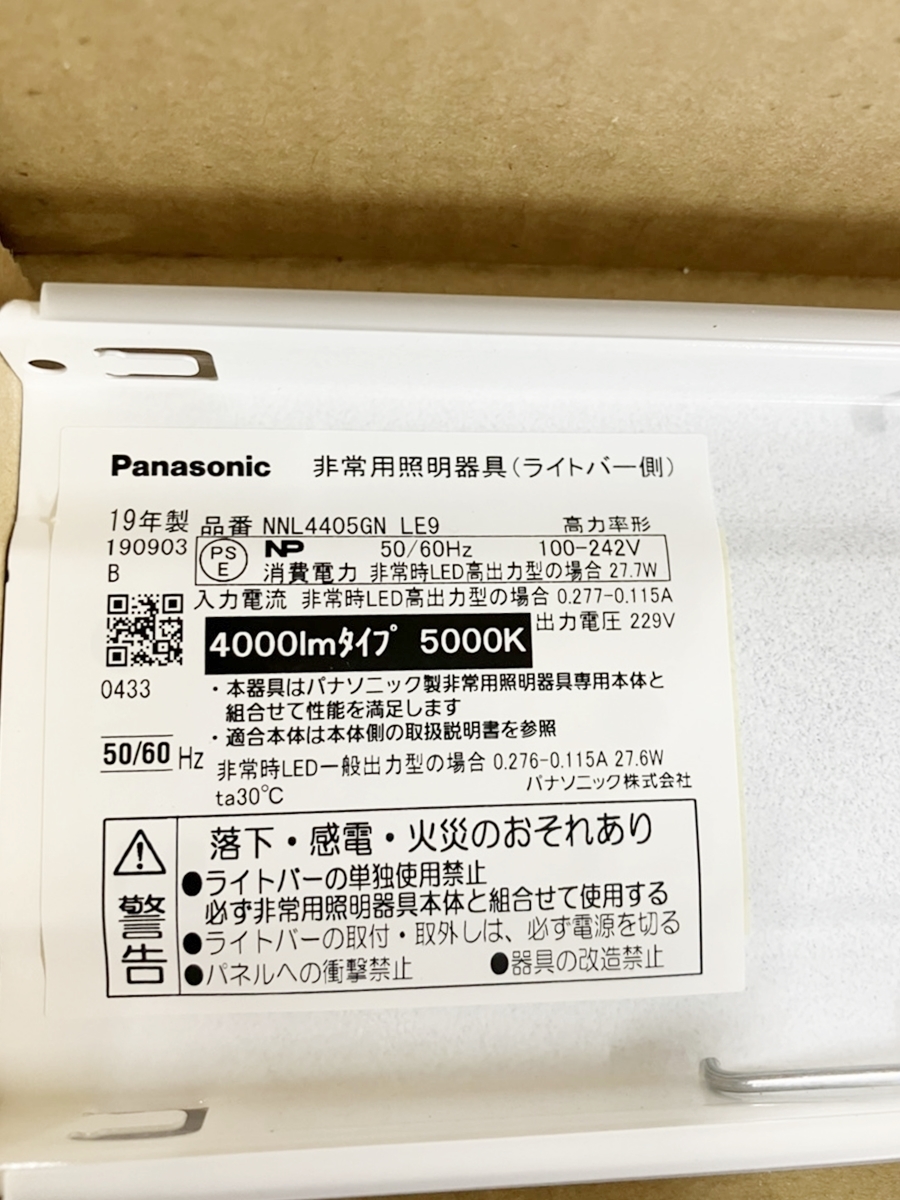 Panasonic 非常用照明器具(ライトバー側)
19年製 品番 NNL4405GN LE9 高力率形
190903 PSE NP 50/60Hz 100-242V
B 消費電力 非常時LED高出力型の場合 27.7W
入力電流 非常時LED高出力型の場合 0.277-0.115A
4000lmタイプ 5000K 出力電圧 229V
0433
・本器具はパナソニック製非常用照明器具専用本体と
組合せて性能を満足します
・適合本体は本体側の取扱説明書を参照
50/60 Hz 非常時LED一般出力型の場合 0.276-0.115A 27.6W
ta30℃ パナソニック株式会社
警告
落下・感電・火災のおそれあり
●ライトバーの単独使用禁止
必ず非常用照明器具本体と組合せて使用する
●ライトバーの取付・取外しは、必ず電源を切る
●パネルへの衝撃禁止 ●器具の改造禁止